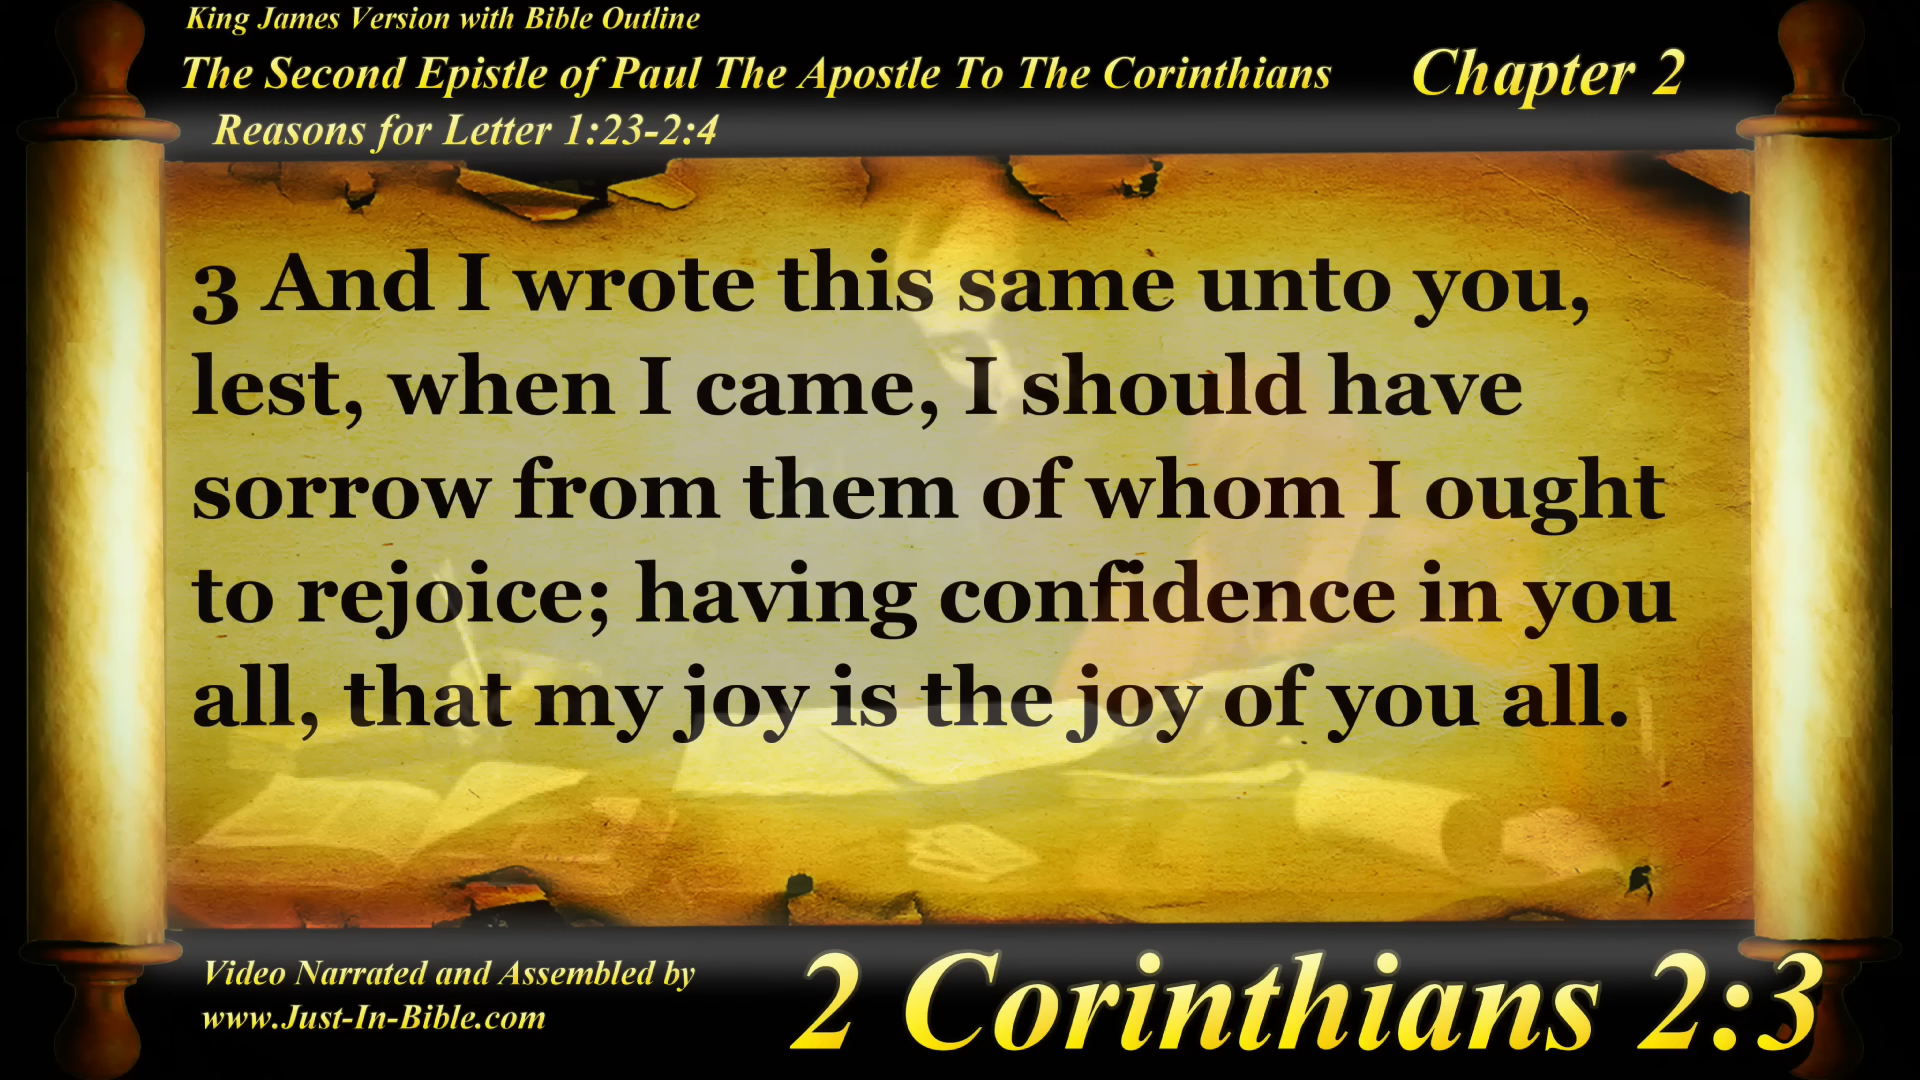 King James Version with Bible Outline
The Second Epistle of Paul The Apostle To The Corinthians
Chapter 2
Reasons for Letter 1:23-2:4
3 And I wrote this same unto you,
lest, when I came, I should have
sorrow from them of whom I ought
to rejoice; having confidence in you
all, that my joy is the joy of you all.
Video Narrated and Assembled by
www.Just-In-Bible.com
2 Corinthians 2:3